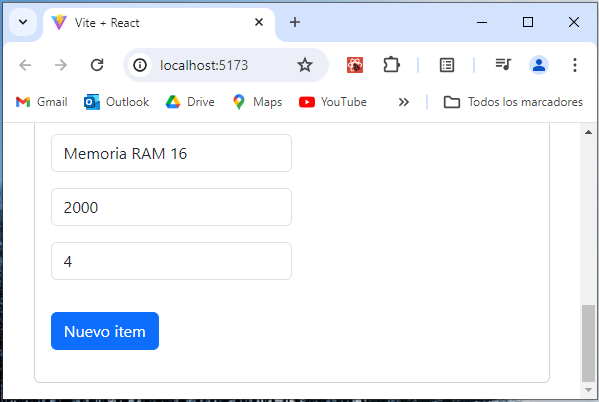 Vite + React
localhost:5173
Gmail Outlook Drive Maps YouTube Todos los marcadores
Memoria RAM 16
2000
4
Nuevo item